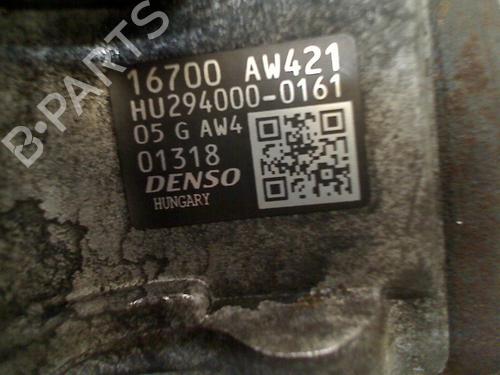 16700 AW421
HU294000-0161
05 G AW4
01318
DENSO
HUNGARY
B-PARTS